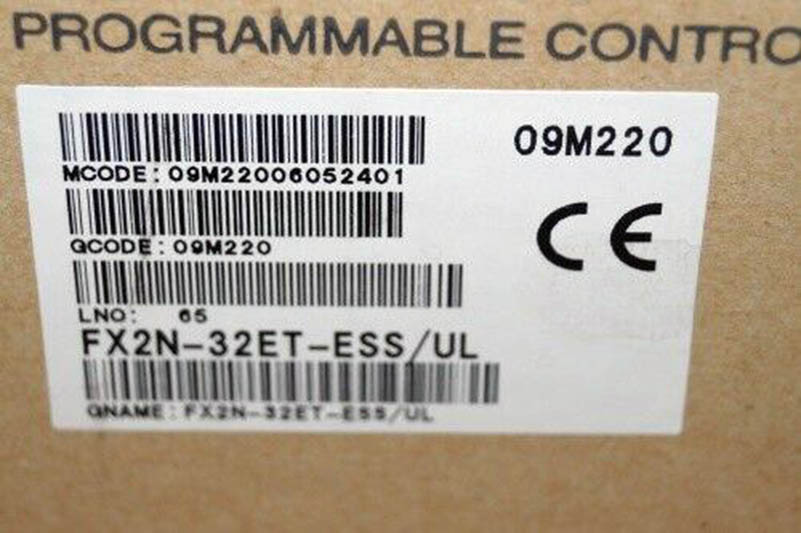 PROGRAMMABLE CONTRO
09M220
MCODE: 09M22006052401
GCODE: 09M220
CE
LNO: 65
FX2N-32ET-ESS/UL
GNAME: FX2N-32ET-ESS/UL